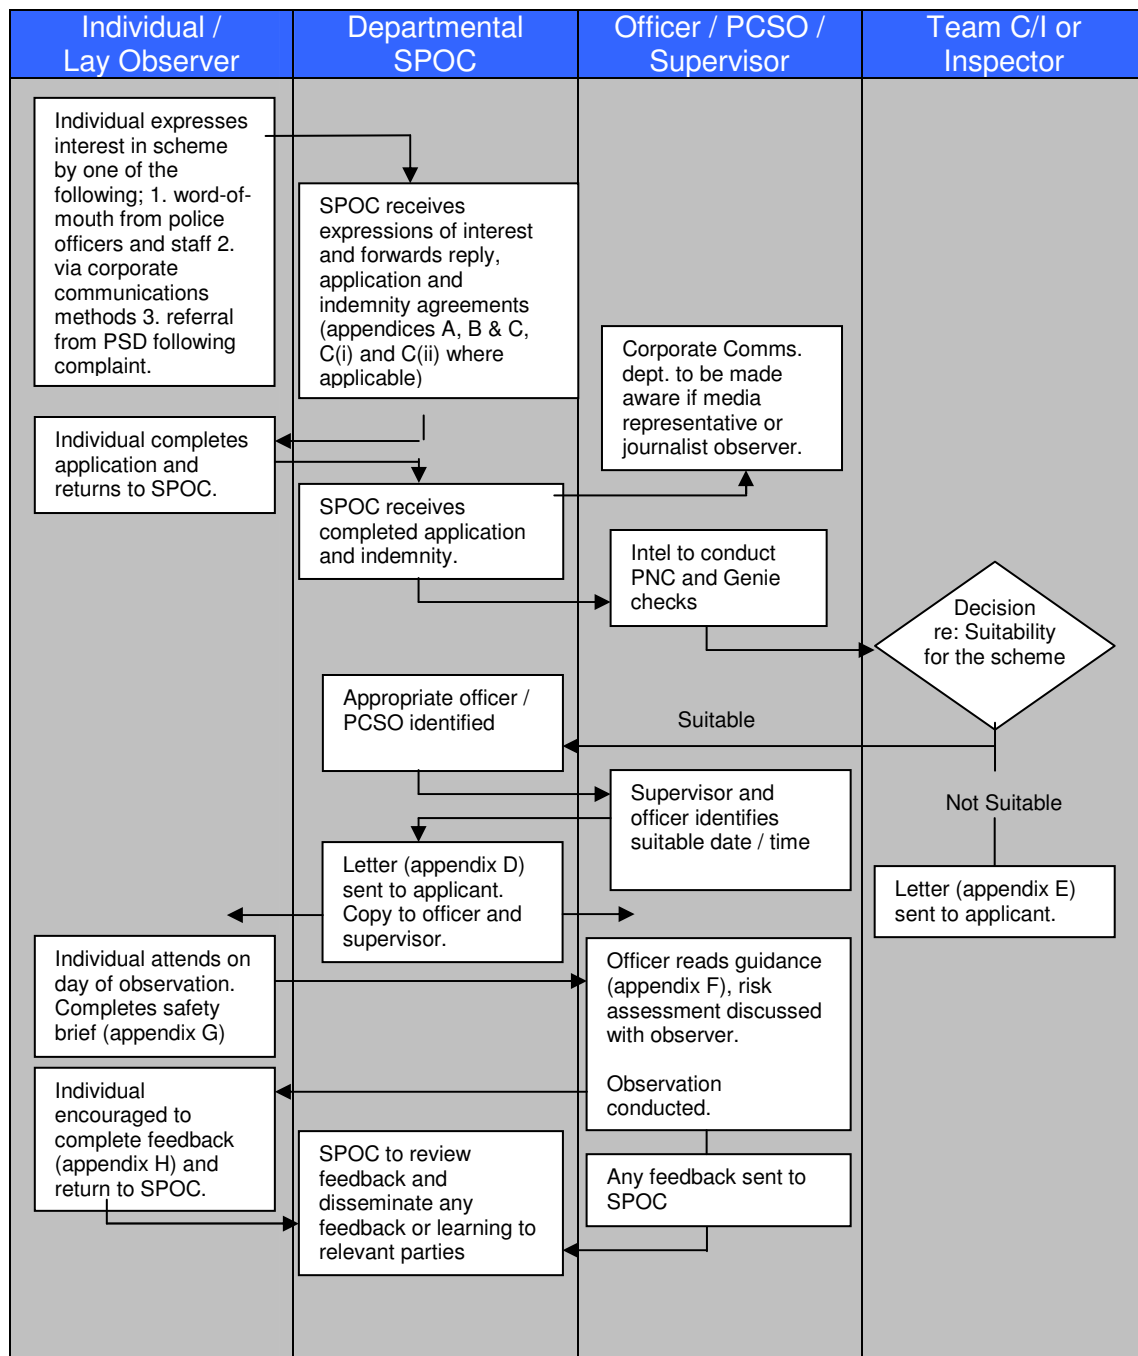 Individual /
Lay Observer
Departmental
SPOC
Officer / PCSO /
Supervisor
Team C/I or
Inspector
Individual expresses
interest in scheme
by one of the
following; 1. word-of-
mouth from police
officers and staff 2.
via corporate
communications
methods 3. referral
from PSD following
complaint.
SPOC receives
expressions of interest
and forwards reply,
application and
indemnity agreements
(appendices A, B & C,
C(i) and C(ii) where
applicable)
Corporate Comms.
dept. to be made
aware if media
representative or
journalist observer.
Individual completes
application and
returns to SPOC.
SPOC receives
completed application
and indemnity.
Intel to conduct
PNC and Genie
checks
Decision
re: Suitability
for the scheme
Appropriate officer /
PCSO identified
Suitable
Supervisor and
officer identifies
suitable date / time
Not Suitable
Letter (appendix D)
sent to applicant.
Copy to officer and
supervisor.
Letter (appendix E)
sent to applicant.
Individual attends on
day of observation.
Completes safety
brief (appendix G)
Officer reads guidance
(appendix F), risk
assessment discussed
with observer.
Observation
conducted.
Individual
encouraged to
complete feedback
(appendix H) and
return to SPOC.
SPOC to review
feedback and
disseminate any
feedback or learning to
relevant parties
Any feedback sent to
SPOC